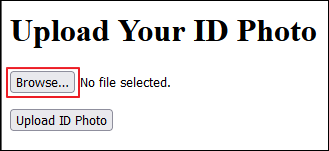 Upload Your ID Photo
Browse... No file selected.
Upload ID Photo